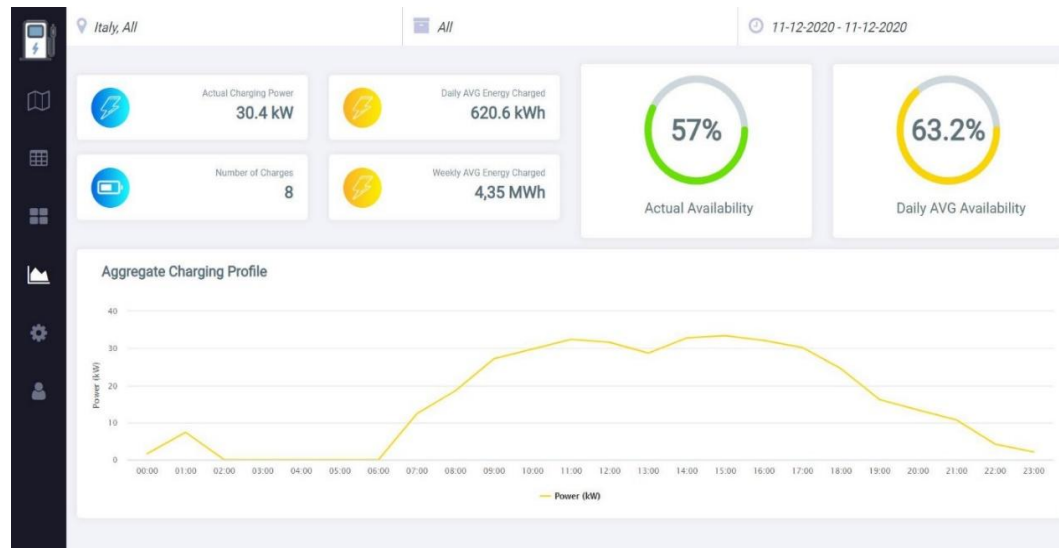 Italy, All
All
11-12-2020 - 11-12-2020
Actual Charging Power
30.4 kW
Daily AVG Energy Charged
620.6 kWh
Number of Charges
8
Weekly AVG Energy Charged
4,35 MWh
57%
Actual Availability
63.2%
Daily AVG Availability
Aggregate Charging Profile
40
30
20
10
0
Power (kW)
00:00 01:00 02:00 03:00 04:00 05:00 06:00 07:00 08:00 09:00 10:00 11:00 12:00 13:00 14:00 15:00 16:00 17:00 18:00 19:00 20:00 21:00 22:00 23:00
Power (kW)